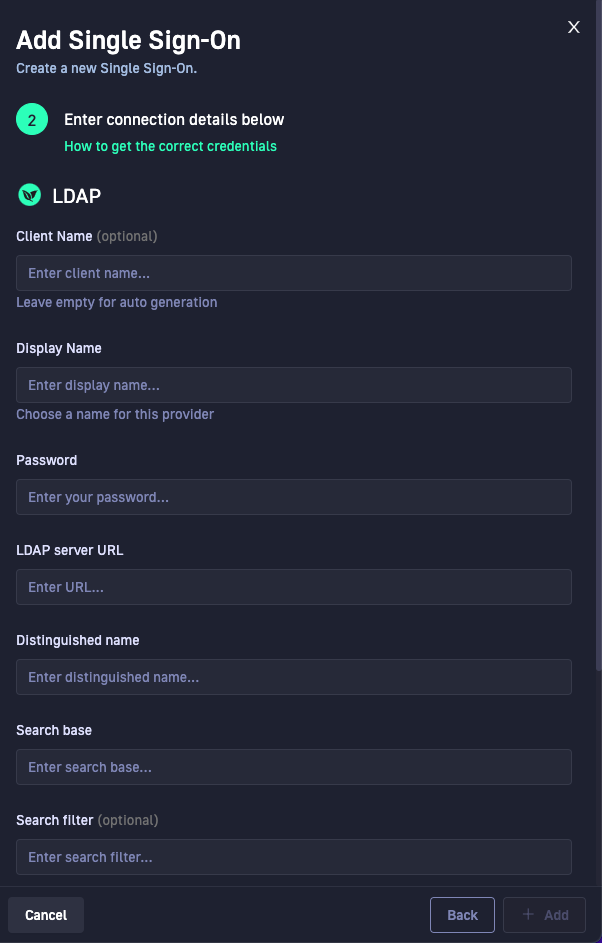 Add Single Sign-On
X
Create a new Single Sign-On.
2
Enter connection details below
How to get the correct credentials
LDAP
Client Name (optional)
Enter client name...
Leave empty for auto generation
Display Name
Enter display name...
Choose a name for this provider
Password
Enter your password...
LDAP server URL
Enter URL...
Distinguished name
Enter distinguished name...
Search base
Enter search base...
Search filter (optional)
Enter search filter...
Cancel
Back
+ Add